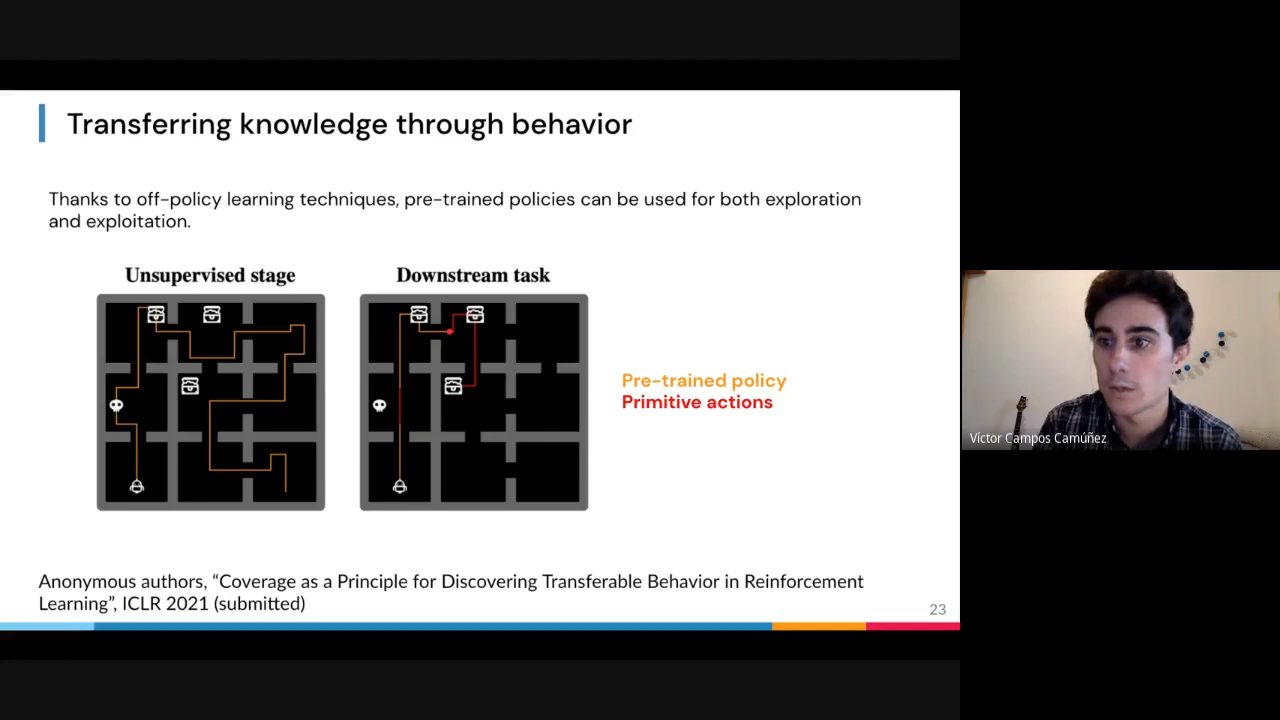 Transferring knowledge through behavior
Thanks to off-policy learning techniques, pre-trained policies can be used for both exploration
and exploitation.
Unsupervised stage
Downstream task
Pre-trained policy
Primitive actions
Víctor Campos Camúñez
Anonymous authors, “Coverage as a Principle for Discovering Transferable Behavior in Reinforcement
Learning”, ICLR 2021 (submitted)
23